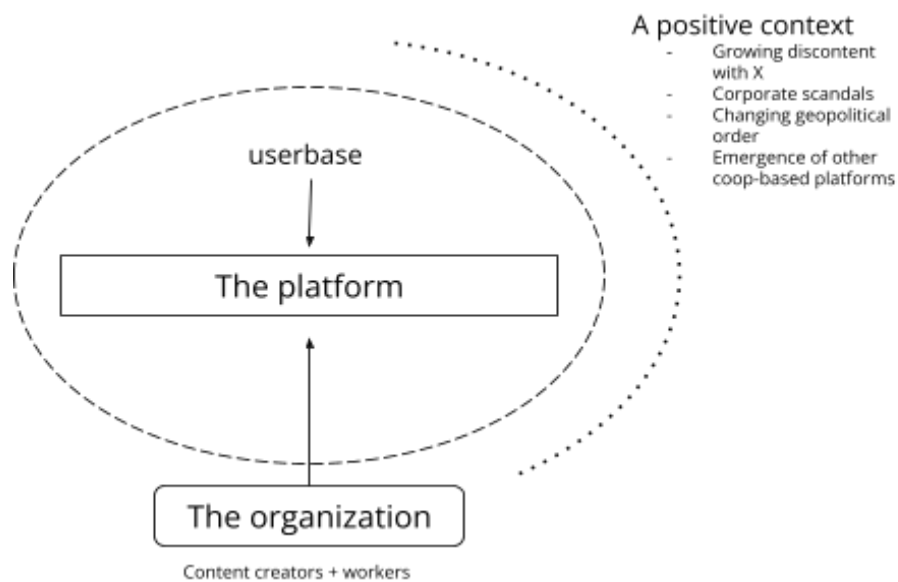 A positive context
- Growing discontent
with X
- Corporate scandals
- Changing geopolitical
order
- Emergence of other
coop-based platforms
userbase
The platform
The organization
Content creators + workers